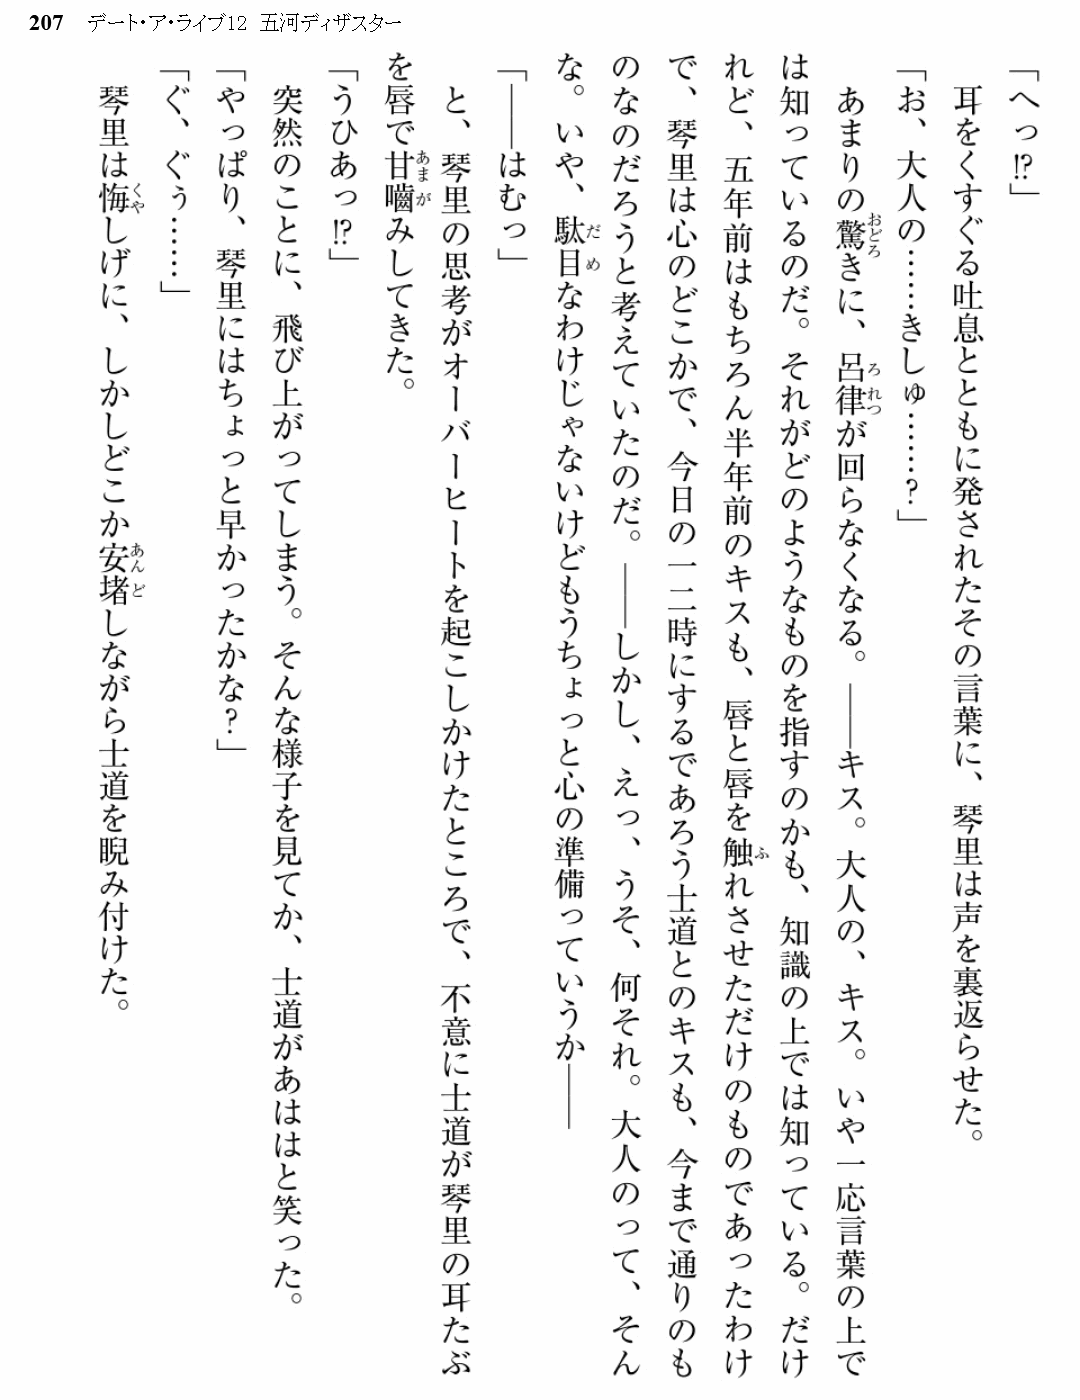 207 デート・ア・ライブ12 五河ディザスター
「へっ!?」
耳をくすぐる吐息とともに発されたその言葉に、琴里は声を裏返らせた。
「お、大人の……きしゅ……?」
あまりの驚きに、呂律が回らなくなる。――キス。大人の、キス。いや一応言葉の上で
は知っているのだ。それがどのようなものを指すのかも、知識の上では知っている。だけ
れど、五年前はもちろん半年前のキスも、唇と唇を触れさせただけのものであったわけ
で、琴里は心のどこかで、今日の一二時にするであろう士道とのキスも、今まで通りのも
のなのだろうと考えていたのだ。――しかし、えっ、うそ、何それ。大人のって、そん
な。いや、駄目なわけじゃないけどもうちょっと心の準備っていうか――
「――はむっ」
と、琴里の思考がオーバーヒートを起こしかけたところで、不意に士道が琴里の耳たぶ
を唇で甘嚙みしてきた。
「うひあっ!?」
突然のことに、飛び上がってしまう。そんな様子を見てか、士道があははと笑った。
「やっぱり、琴里にはちょっと早かったかな?」
「ぐ、ぐぅ……」
琴里は悔しげに、しかしどこか安堵しながら士道を睨み付けた。